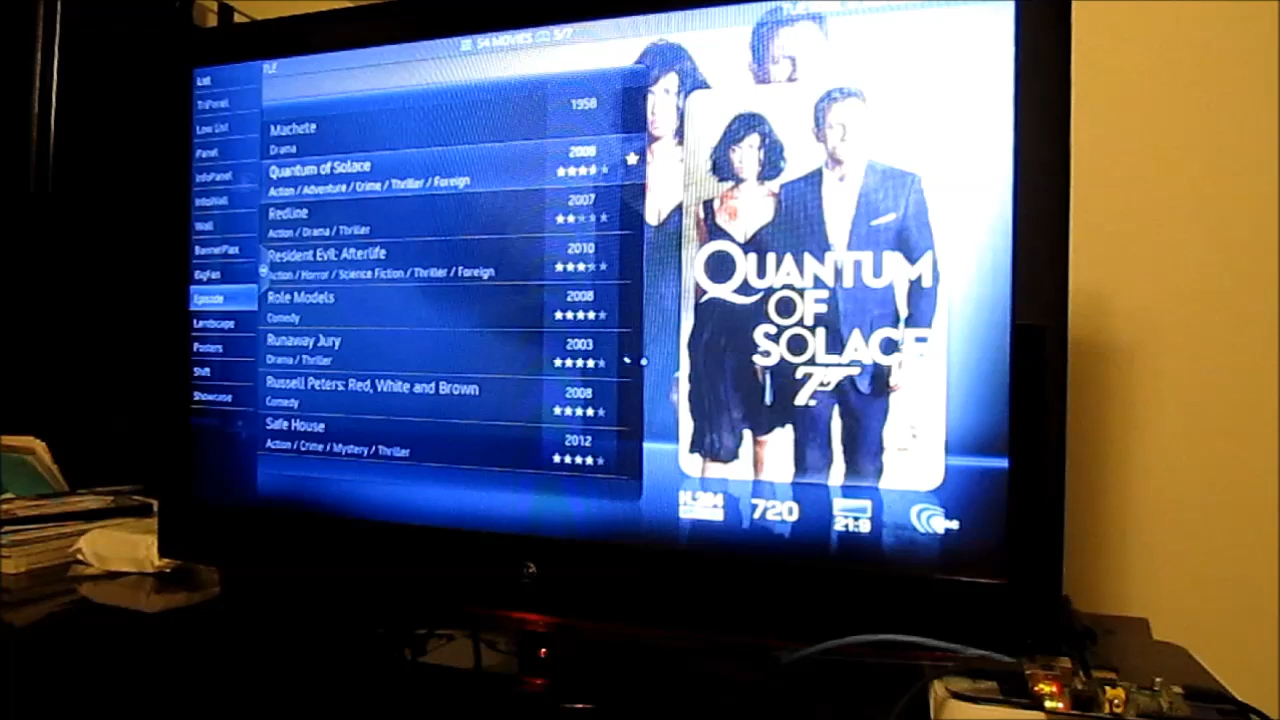 54 MOVIES 5/7
List
TriPanel
Low List
Panel
InfoPanel
InfoWall
Wall
BannerPlex
BigFan
Episode
Landscape
Posters
Shift
Showcase
1958
Machete
Drama
2008
Quantum of Solace
Action / Adventure / Crime / Thriller / Foreign
2007
Redline
Action / Drama / Thriller
2010
Resident Evil: Afterlife
Action / Horror / Science Fiction / Thriller / Foreign
2008
Role Models
Comedy
2003
Runaway Jury
Drama / Thriller
2008
Russell Peters: Red, White and Brown
Comedy
2012
Safe House
Action / Crime / Mystery / Thriller
QUANTUM
OF
SOLACE
007
H.264
720
21:9